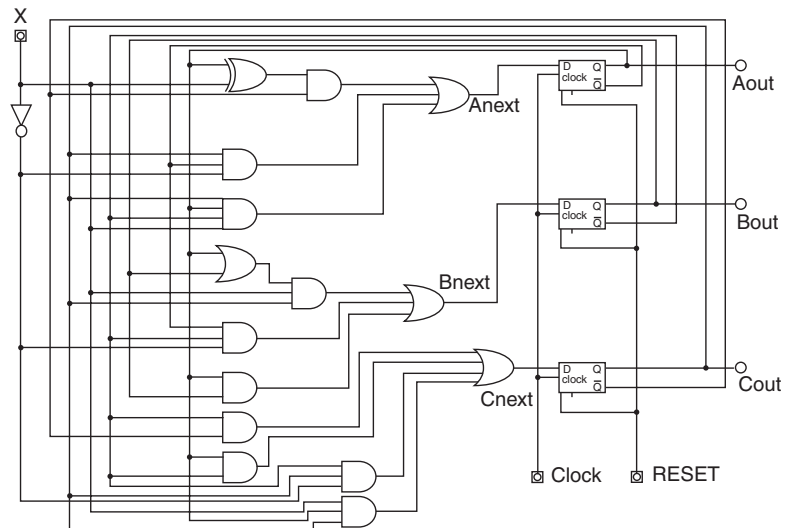 X
D Q
clock Q
Aout
Anext
D Q
clock Q
Bout
Bnext
D Q
clock Q
Cout
Cnext
Clock
RESET